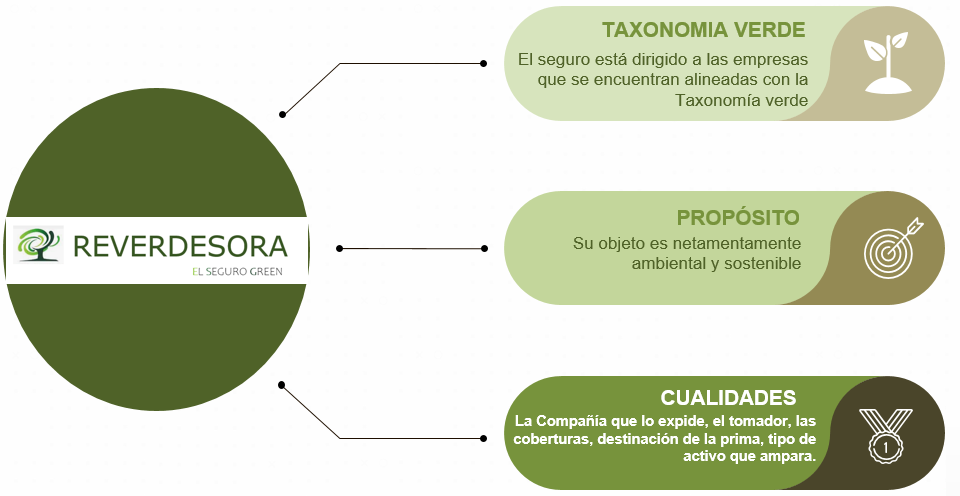 REVERDESORA
EL SEGURO GREEN
TAXONOMIA VERDE
El seguro está dirigido a las empresas
que se encuentran alineadas con la
Taxonomía verde
PROPÓSITO
Su objeto es netamentamente
ambiental y sostenible
CUALIDADES
La Compañía que lo expide, el tomador, las
coberturas, destinación de la prima, tipo de
activo que ampara.
1